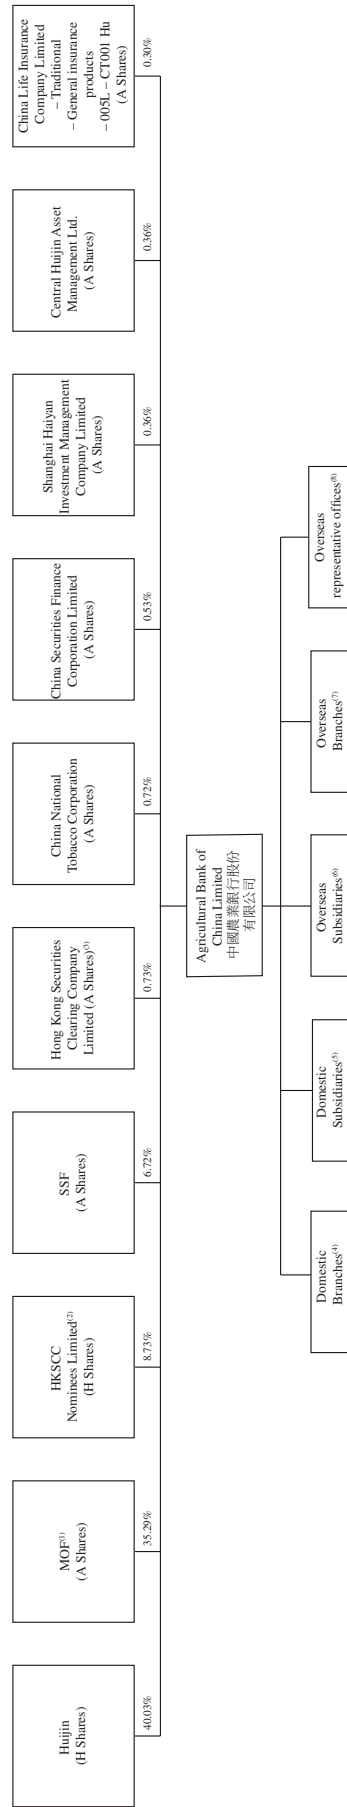 Huijin
(H Shares)
40.03%
MOF(1)
(A Shares)
35.29%
HKSCC
Nominees Limited(2)
(H Shares)
8.73%
SSF
(A Shares)
6.72%
Hong Kong Securities
Clearing Company
Limited (A Shares)(3)
0.73%
China National
Tobacco Corporation
(A Shares)
0.72%
China Securities Finance
Corporation Limited
(A Shares)
0.53%
Shanghai Haiyan
Investment Management
Company Limited
(A Shares)
0.36%
Central Huijin Asset
Management Ltd.
(A Shares)
0.36%
China Life Insurance
Company Limited
– Traditional
– General insurance
products
– 005L – CT001 Hu
(A Shares)
0.30%
Agricultural Bank of
China Limited
中國農業銀行股份
有限公司
Domestic
Branches(4)
Domestic
Subsidiaries(5)
Overseas
Subsidiaries(6)
Overseas
Branches(7)
Overseas
representative offices(8)